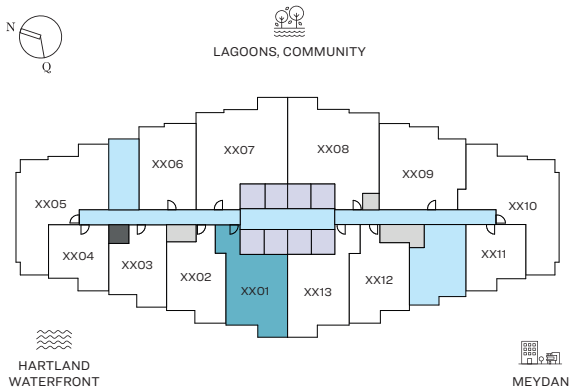 N
Q
LAGOONS, COMMUNITY
XX07
XX08
XX06
XX09
XX05
XX10
XX04
XX03
XX02
XX01
XX13
XX12
XX11
HARTLAND
WATERFRONT
MEYDAN